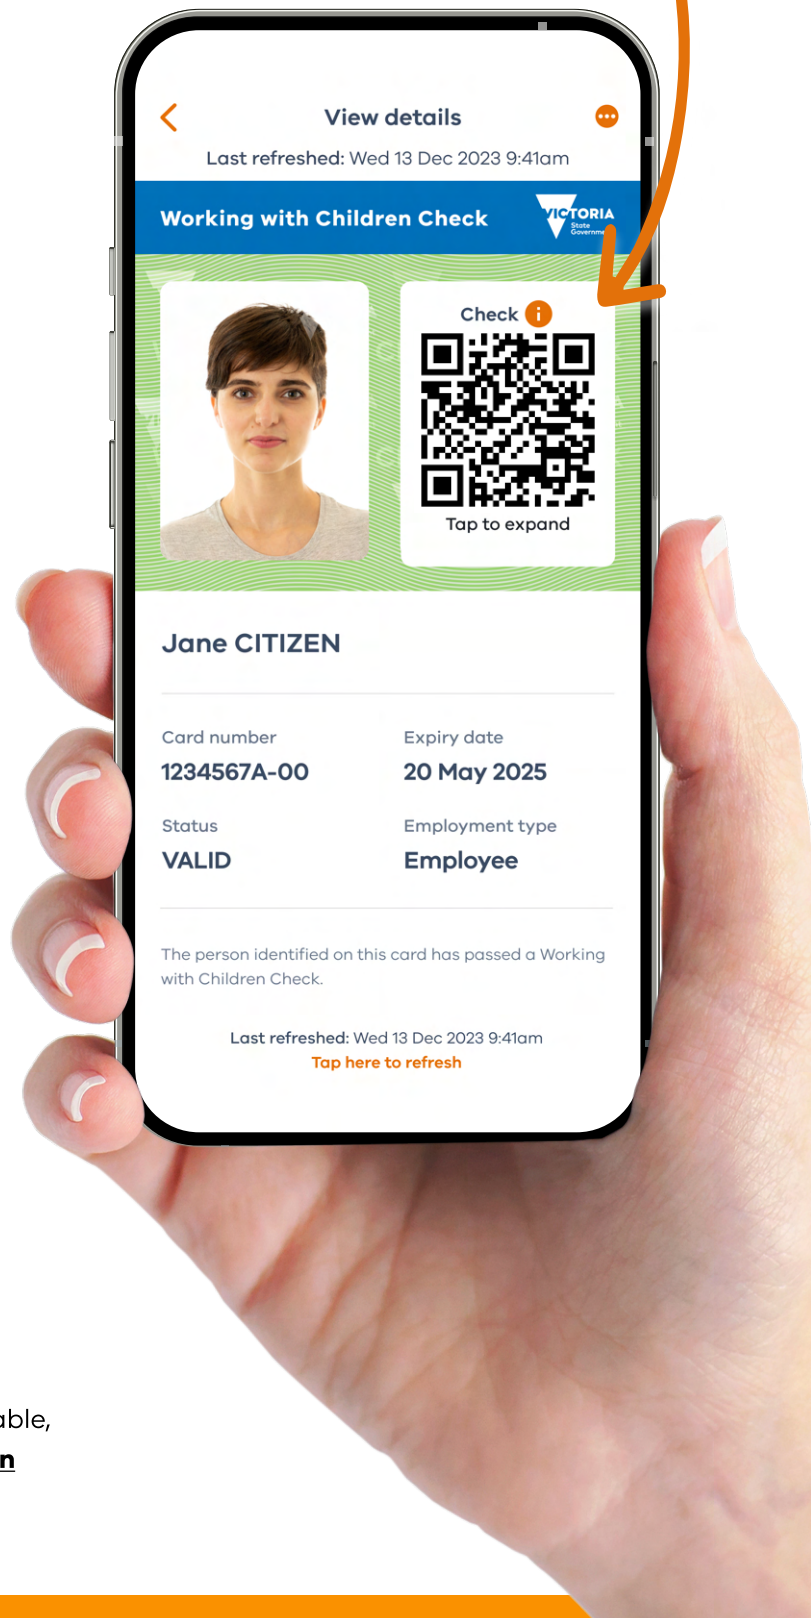 View details
Last refreshed: Wed 13 Dec 2023 9:41am
Working with Children Check
VICTORIA
State
Check i
Tap to expand
Jane CITIZEN
Card number
Expiry date
1234567A-00
20 May 2025
Status
Employment type
VALID
Employee
The person identified on this card has passed a Working
with Children Check.
Last refreshed: Wed 13 Dec 2023 9:41am
Tap here to refresh